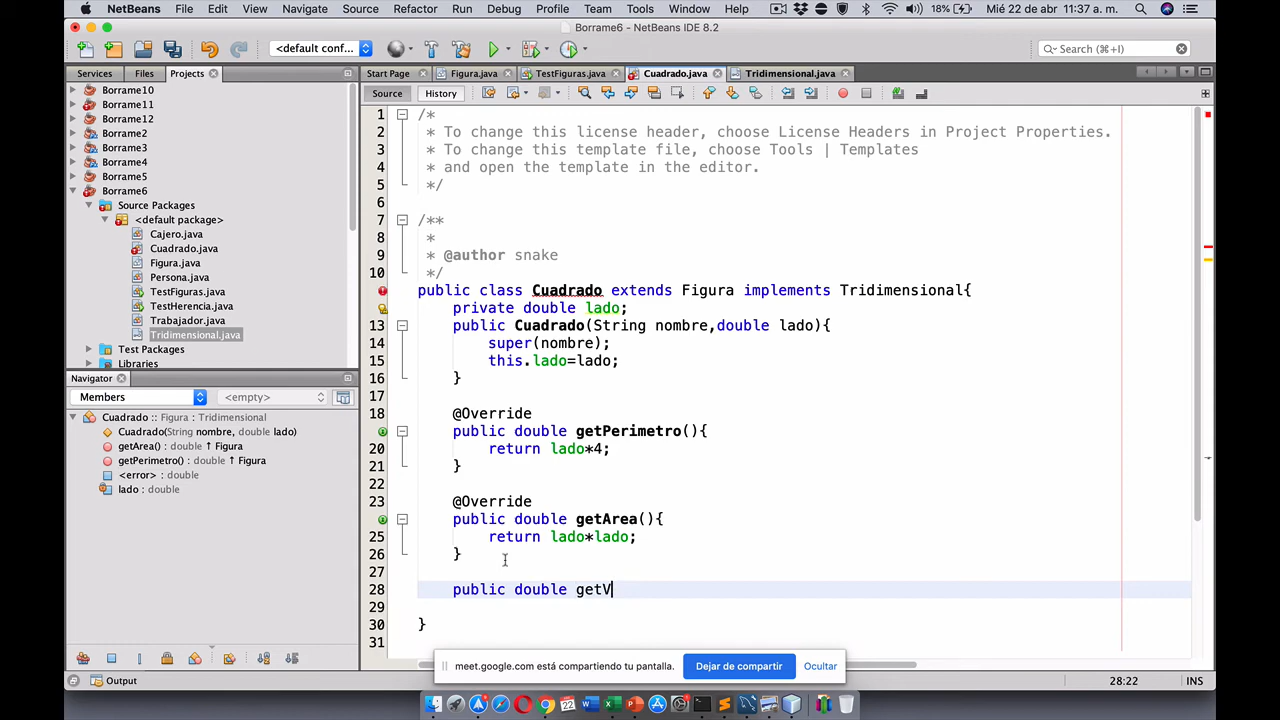 NetBeans File Edit View Navigate Source Refactor Run Debug Profile Team Tools Window Help 18% Mié 22 de abr 11:37 a. m.
Borrame6 - NetBeans IDE 8.2
<default conf... Search (⌘+I)
Services Files Projects Start Page Figura.java TestFiguras.java Cuadrado.java Tridimensional.java
Source History
Borrame10
Borrame11
Borrame12
Borrame2
Borrame3
Borrame4
Borrame5
Borrame6
Source Packages
<default package>
Cajero.java
Cuadrado.java
Figura.java
Persona.java
TestFiguras.java
TestHerencia.java
Trabajador.java
Tridimensional.java
Test Packages
Libraries
Navigator
Members <empty>
Cuadrado :: Figura : Tridimensional
Cuadrado(String nombre, double lado)
getArea() : double ↑ Figura
getPerimetro() : double ↑ Figura
<error> : double
lado : double
1 /*
2 * To change this license header, choose License Headers in Project Properties.
3 * To change this template file, choose Tools | Templates
4 * and open the template in the editor.
5 */
6
7 /**
8 *
9 * @author snake
10 */
public class Cuadrado extends Figura implements Tridimensional{
private double lado;
13 public Cuadrado(String nombre,double lado){
14 super(nombre);
15 this.lado=lado;
16 }
17
18 @Override
public double getPerimetro(){
20 return lado*4;
21 }
22
23 @Override
public double getArea(){
25 return lado*lado;
26 }
27
28 public double getV
29
30 }
31
meet.google.com está compartiendo tu pantalla. Dejar de compartir Ocultar
Output 28:22 INS